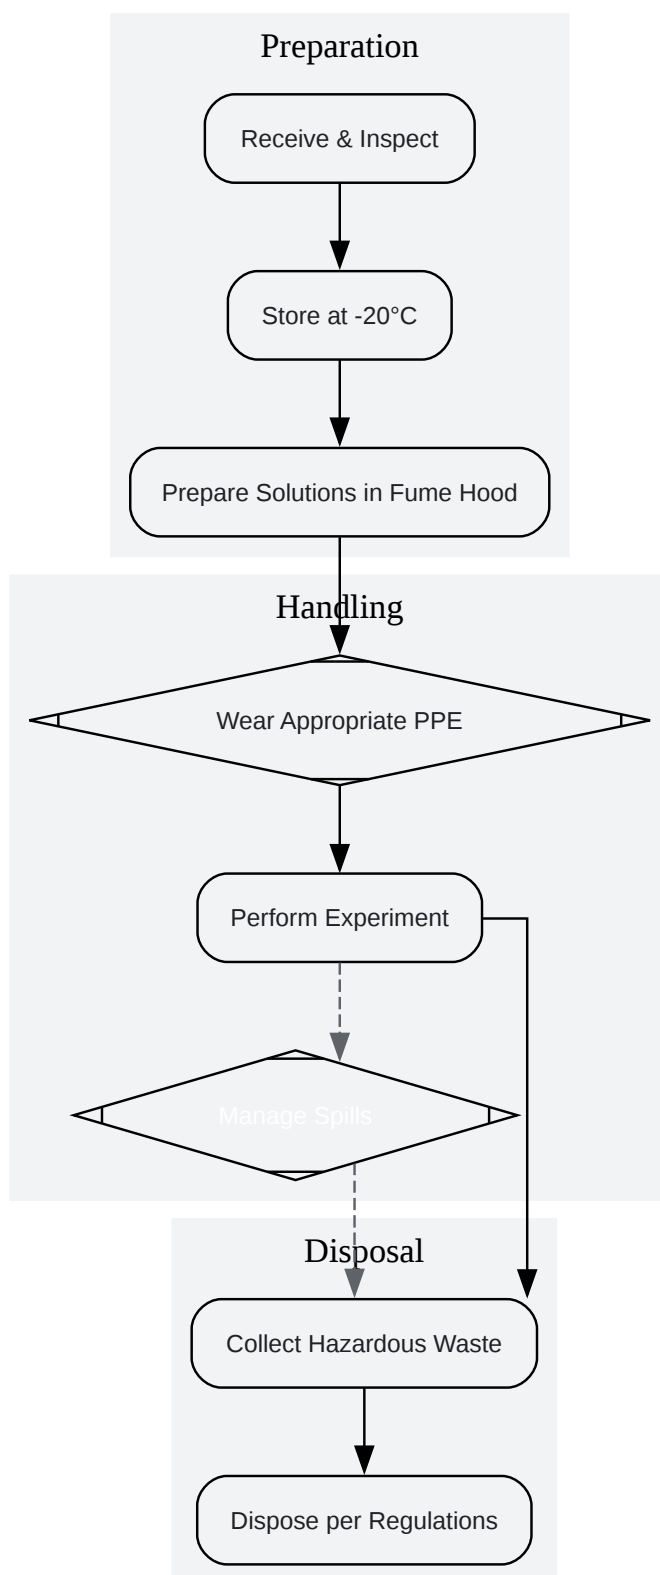 Preparation
Receive & Inspect
Store at -20°C
Prepare Solutions in Fume Hood
Handling
Wear Appropriate PPE
Perform Experiment
Manage Spills
Disposal
Collect Hazardous Waste
Dispose per Regulations